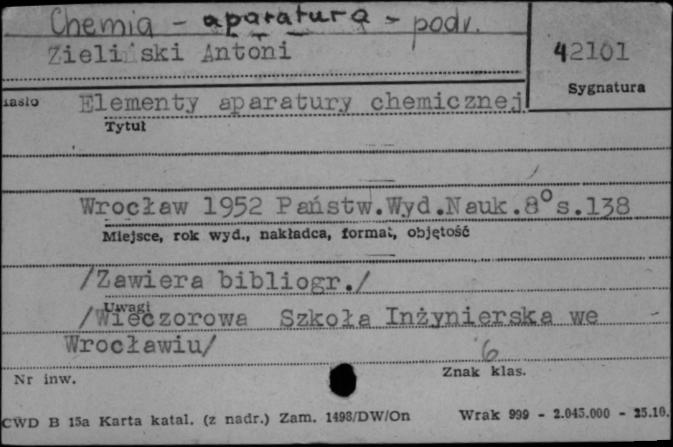 Chemia - aparatura - podr.
Zieliński Antoni
42101
Sygnatura
iasło Elementy aparatury chemicznej
Tytuł
Wrocław 1952 Państw.Wyd.Nauk.8° s.138
Miejsce, rok wyd., nakładca, format, objętość
/Zawiera bibliogr./
Uwagi
/Wieczorowa Szkoła Inżynierska we
Wrocławiu/
6
Nr inw.
Znak klas.
CWD B 15a Karta katal. (z nadr.) Zam. 1498/DW/On Wrak 999 - 2.045.000 - 25.10.